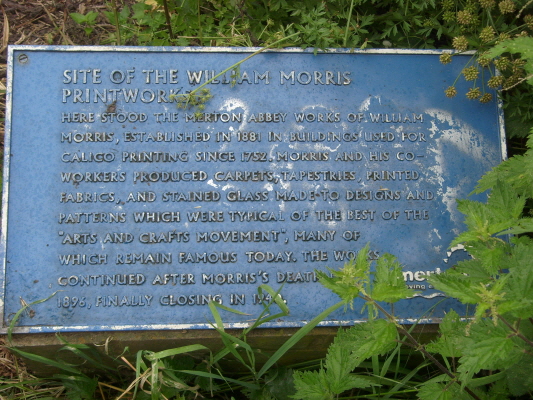 SITE OF THE WILLIAM MORRIS
PRINTWORKS
HERE STOOD THE MERTON ABBEY WORKS OF WILLIAM
MORRIS, ESTABLISHED IN 1881 IN BUILDINGS USED FOR
CALICO PRINTING SINCE 1752. MORRIS AND HIS CO-
WORKERS PRODUCED CARPETS, TAPESTRIES, PRINTED
FABRICS, AND STAINED GLASS MADE TO DESIGNS AND
PATTERNS WHICH WERE TYPICAL OF THE BEST OF THE
"ARTS AND CRAFTS MOVEMENT", MANY OF
WHICH REMAIN FAMOUS TODAY. THE WORKS
CONTINUED AFTER MORRIS'S DEATH
1896, FINALLY CLOSING IN